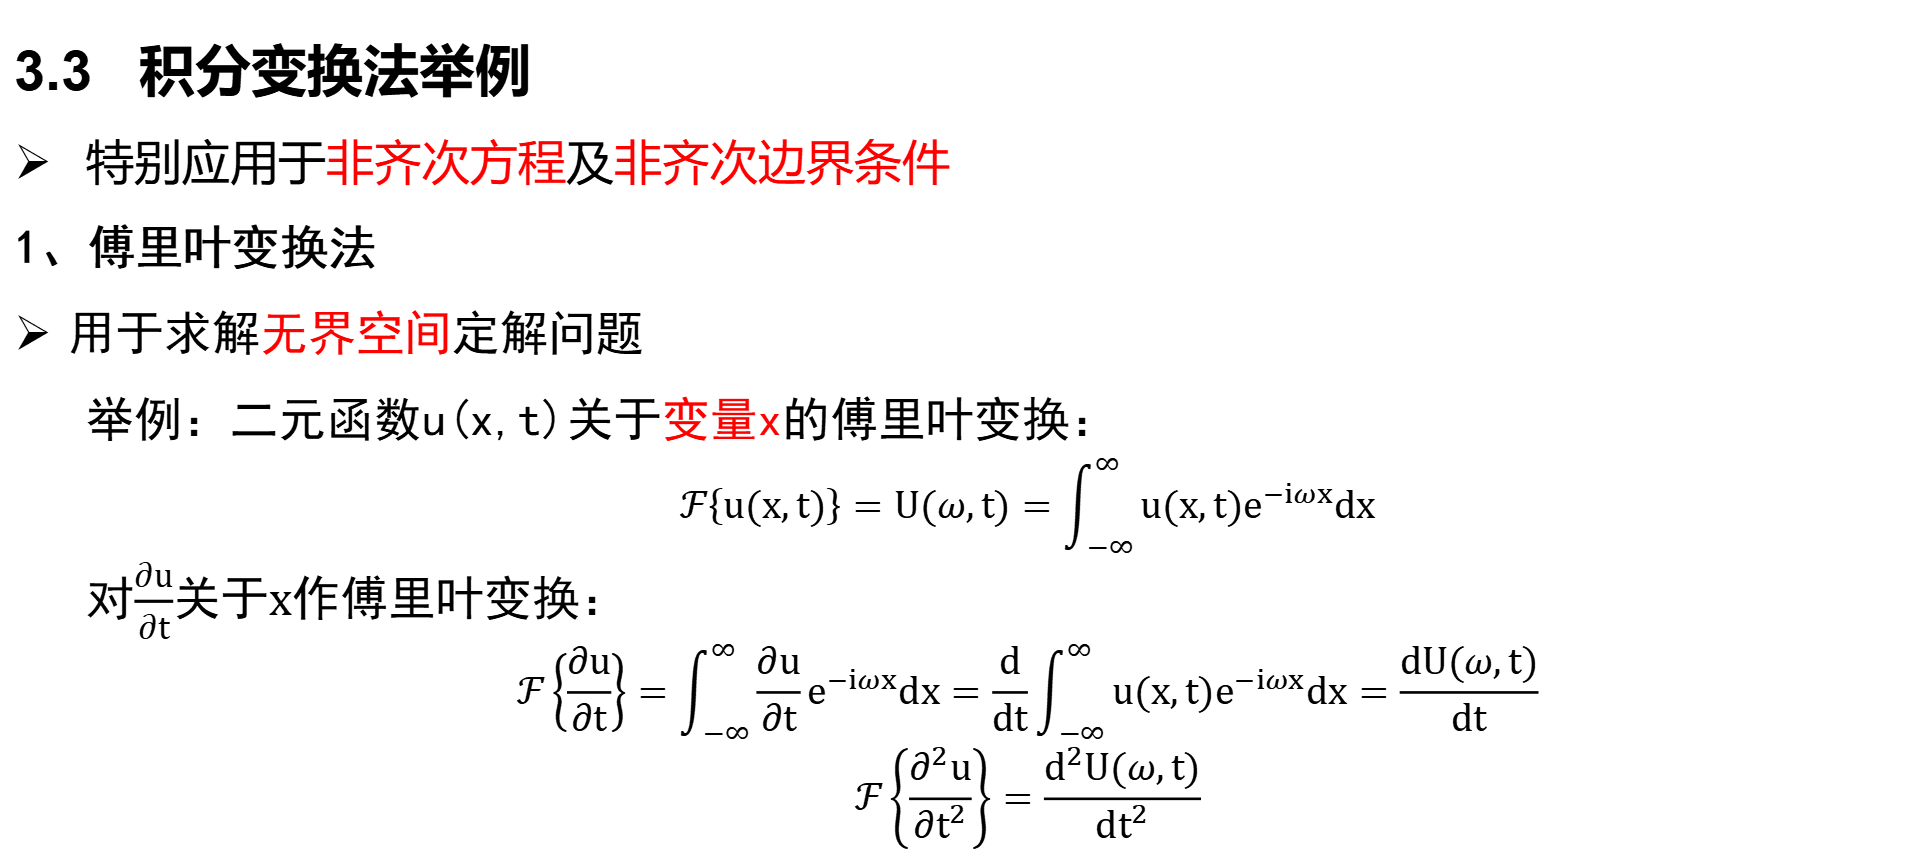 3.3 积分变换法举例
➢ 特别应用于非齐次方程及非齐次边界条件
1、傅里叶变换法
➢ 用于求解无界空间定解问题
举例：二元函数u(x,t)关于变量x的傅里叶变换：
ℱ{u(x,t)} = U(ω,t) = ∫_{−∞}^{∞} u(x,t)e^{−iωx}dx
对∂u/∂t关于x作傅里叶变换：
ℱ{∂u/∂t} = ∫_{−∞}^{∞} ∂u/∂t e^{−iωx}dx = d/dt ∫_{−∞}^{∞} u(x,t)e^{−iωx}dx = dU(ω,t)/dt
ℱ{∂²u/∂t²} = d²U(ω,t)/dt²